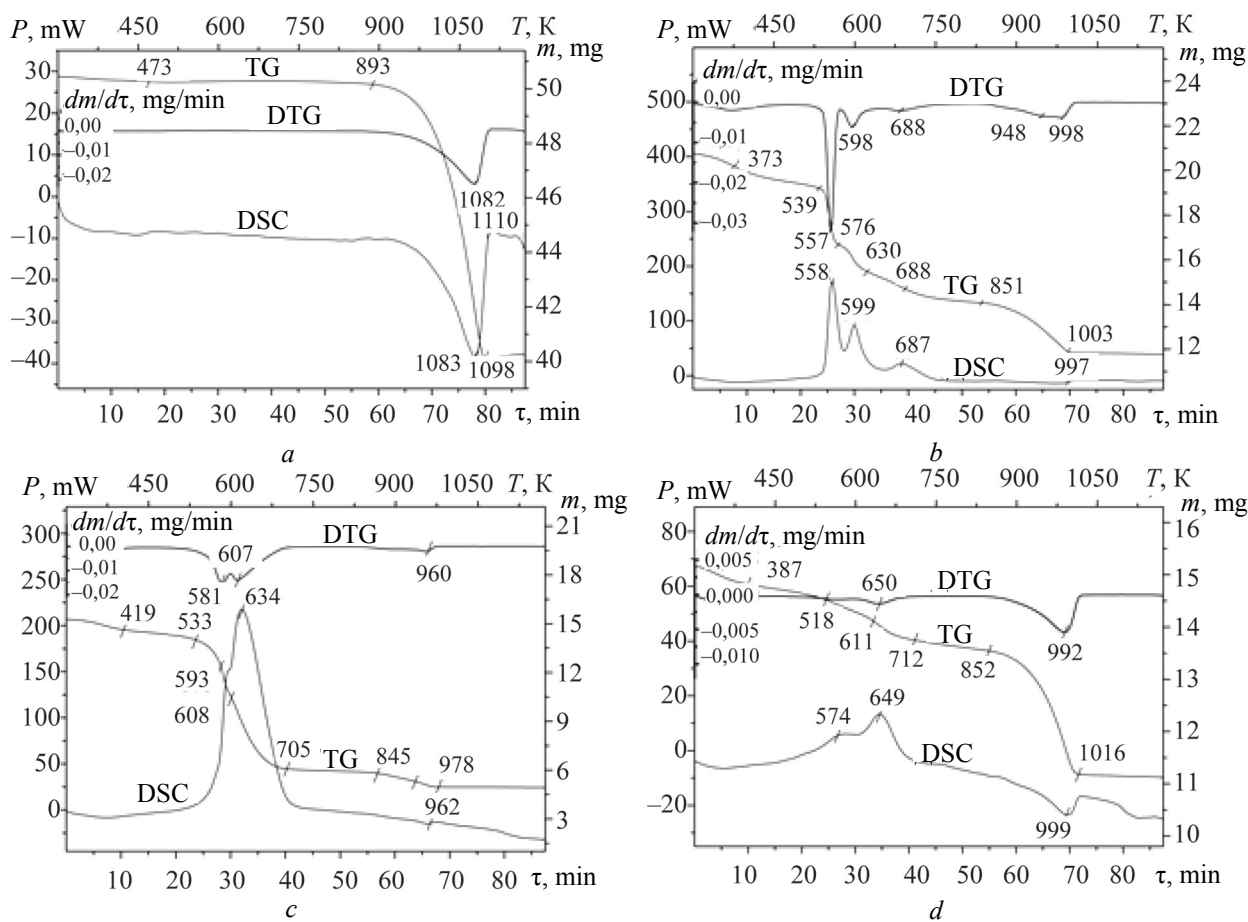 P, mW 450 600 750 900 1050 T, К
m, mg
30 473 TG 893 50
dm/dτ, mg/min
20
0,00 DTG 48
10 –0,01
–0,02
0 1082 46
1110
DSC
–10 44
–20
–30 42
–40 1083 1098 40
10 20 30 40 50 60 70 80 τ, min
a
P, mW 450 600 750 900 1050 T, К
m, mg
dm/dτ, mg/min 24
500 0,00 DTG
598 688 948 998 22
–0,01
400 373 20
–0,02
539
300 –0,03 576 18
557 630
200 558 688 16
599 TG 851
14
100 687 1003
DSC 997 12
0
10 20 30 40 50 60 70 80 τ, min
b
P, mW 450 600 750 900 1050 T, К
m, mg
300 dm/dτ, mg/min 21
0,00 607 DTG
250 –0,01 18
–0,02 581 634 960
200 419 533 15
150 12
593
100 608 9
50 705 TG 845 978 6
DSC
0 962 3
10 20 30 40 50 60 70 80 τ, min
c
P, mW 450 600 750 900 1050 T, К
m, mg
80 dm/dτ, mg/min 16
0,005 387 650 DTG 15
60 –0,000
518 TG
–0,005 611 14
40 –0,010 712 852 992
13
20
574 649 12
0 DSC 1016
11
–20 999
10
10 20 30 40 50 60 70 80 τ, min
d